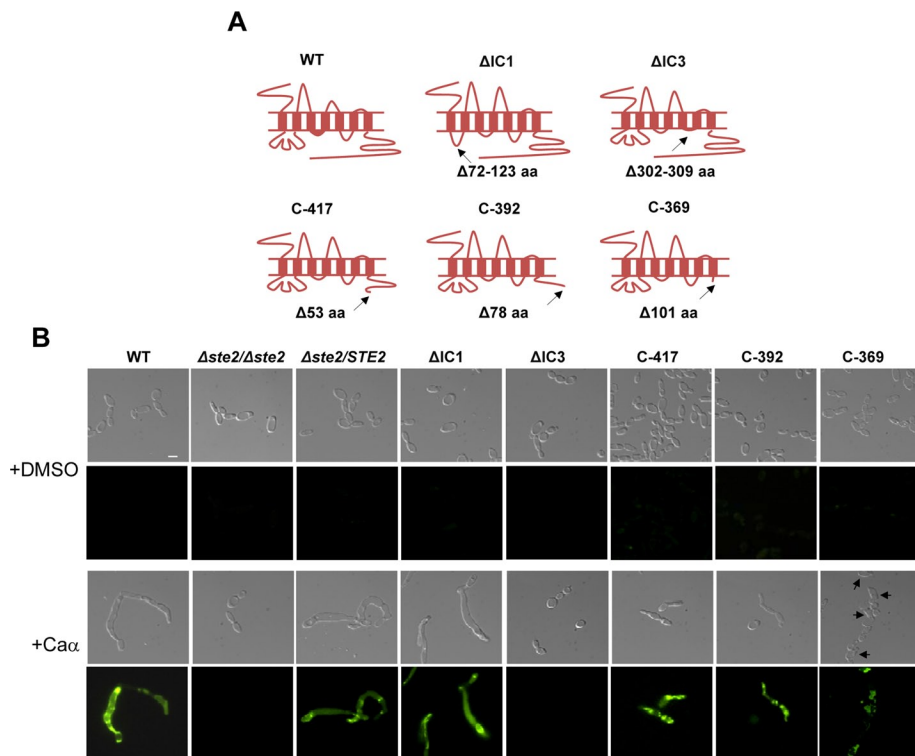 A
WT ΔIC1 ΔIC3
Δ72-123 aa Δ302-309 aa
C-417 C-392 C-369
Δ53 aa Δ78 aa Δ101 aa
B
WT Δste2/Δste2 Δste2/STE2 ΔIC1 ΔIC3 C-417 C-392 C-369
+DMSO
+Caα